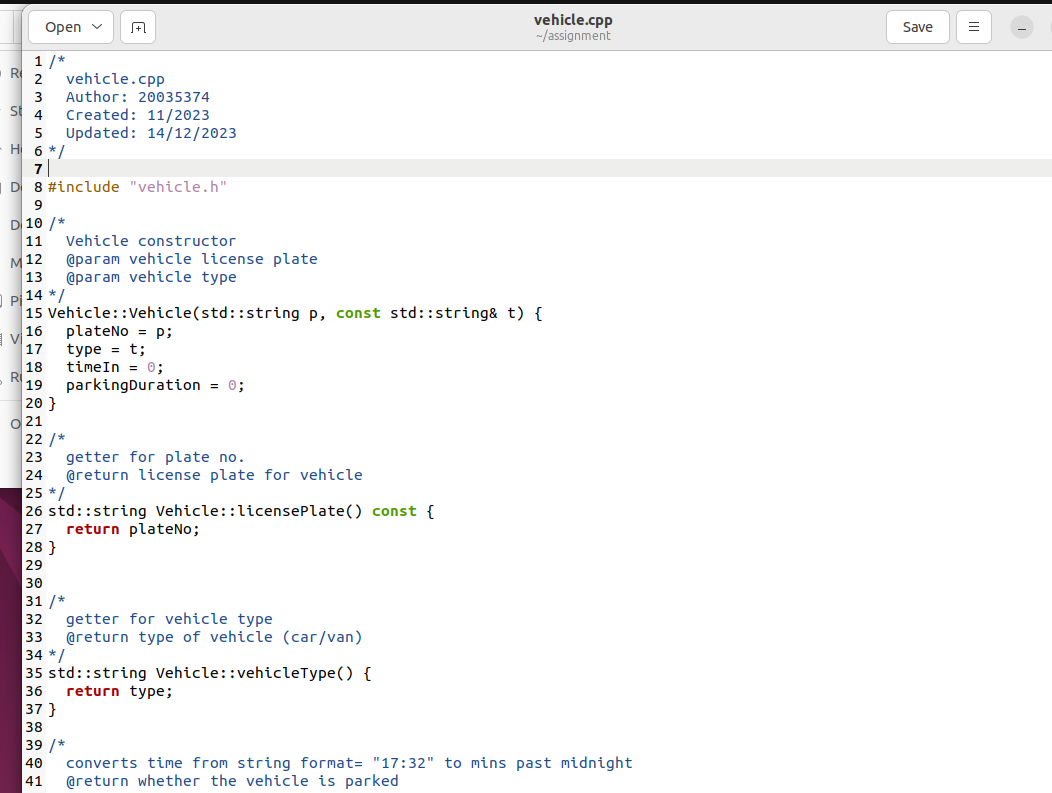 Open
vehicle.cpp
~/assignment
Save
1 /*
2 vehicle.cpp
3 Author: 20035374
4 Created: 11/2023
5 Updated: 14/12/2023
6 */
7
8 #include "vehicle.h"
9
10 /*
11 Vehicle constructor
12 @param vehicle license plate
13 @param vehicle type
14 */
15 Vehicle::Vehicle(std::string p, const std::string& t) {
16 plateNo = p;
17 type = t;
18 timeIn = 0;
19 parkingDuration = 0;
20 }
21
22 /*
23 getter for plate no.
24 @return license plate for vehicle
25 */
26 std::string Vehicle::licensePlate() const {
27 return plateNo;
28 }
29
30
31 /*
32 getter for vehicle type
33 @return type of vehicle (car/van)
34 */
35 std::string Vehicle::vehicleType() {
36 return type;
37 }
38
39 /*
40 converts time from string format= "17:32" to mins past midnight
41 @return whether the vehicle is parked